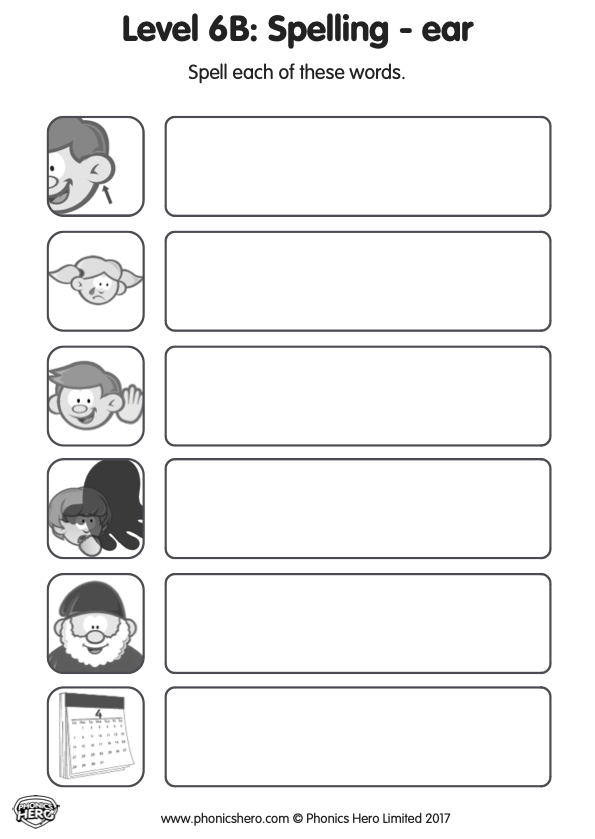 Level 6B: Spelling - ear
Spell each of these words.
4
PHONICS
HERO
www.phonicshero.com © Phonics Hero Limited 2017